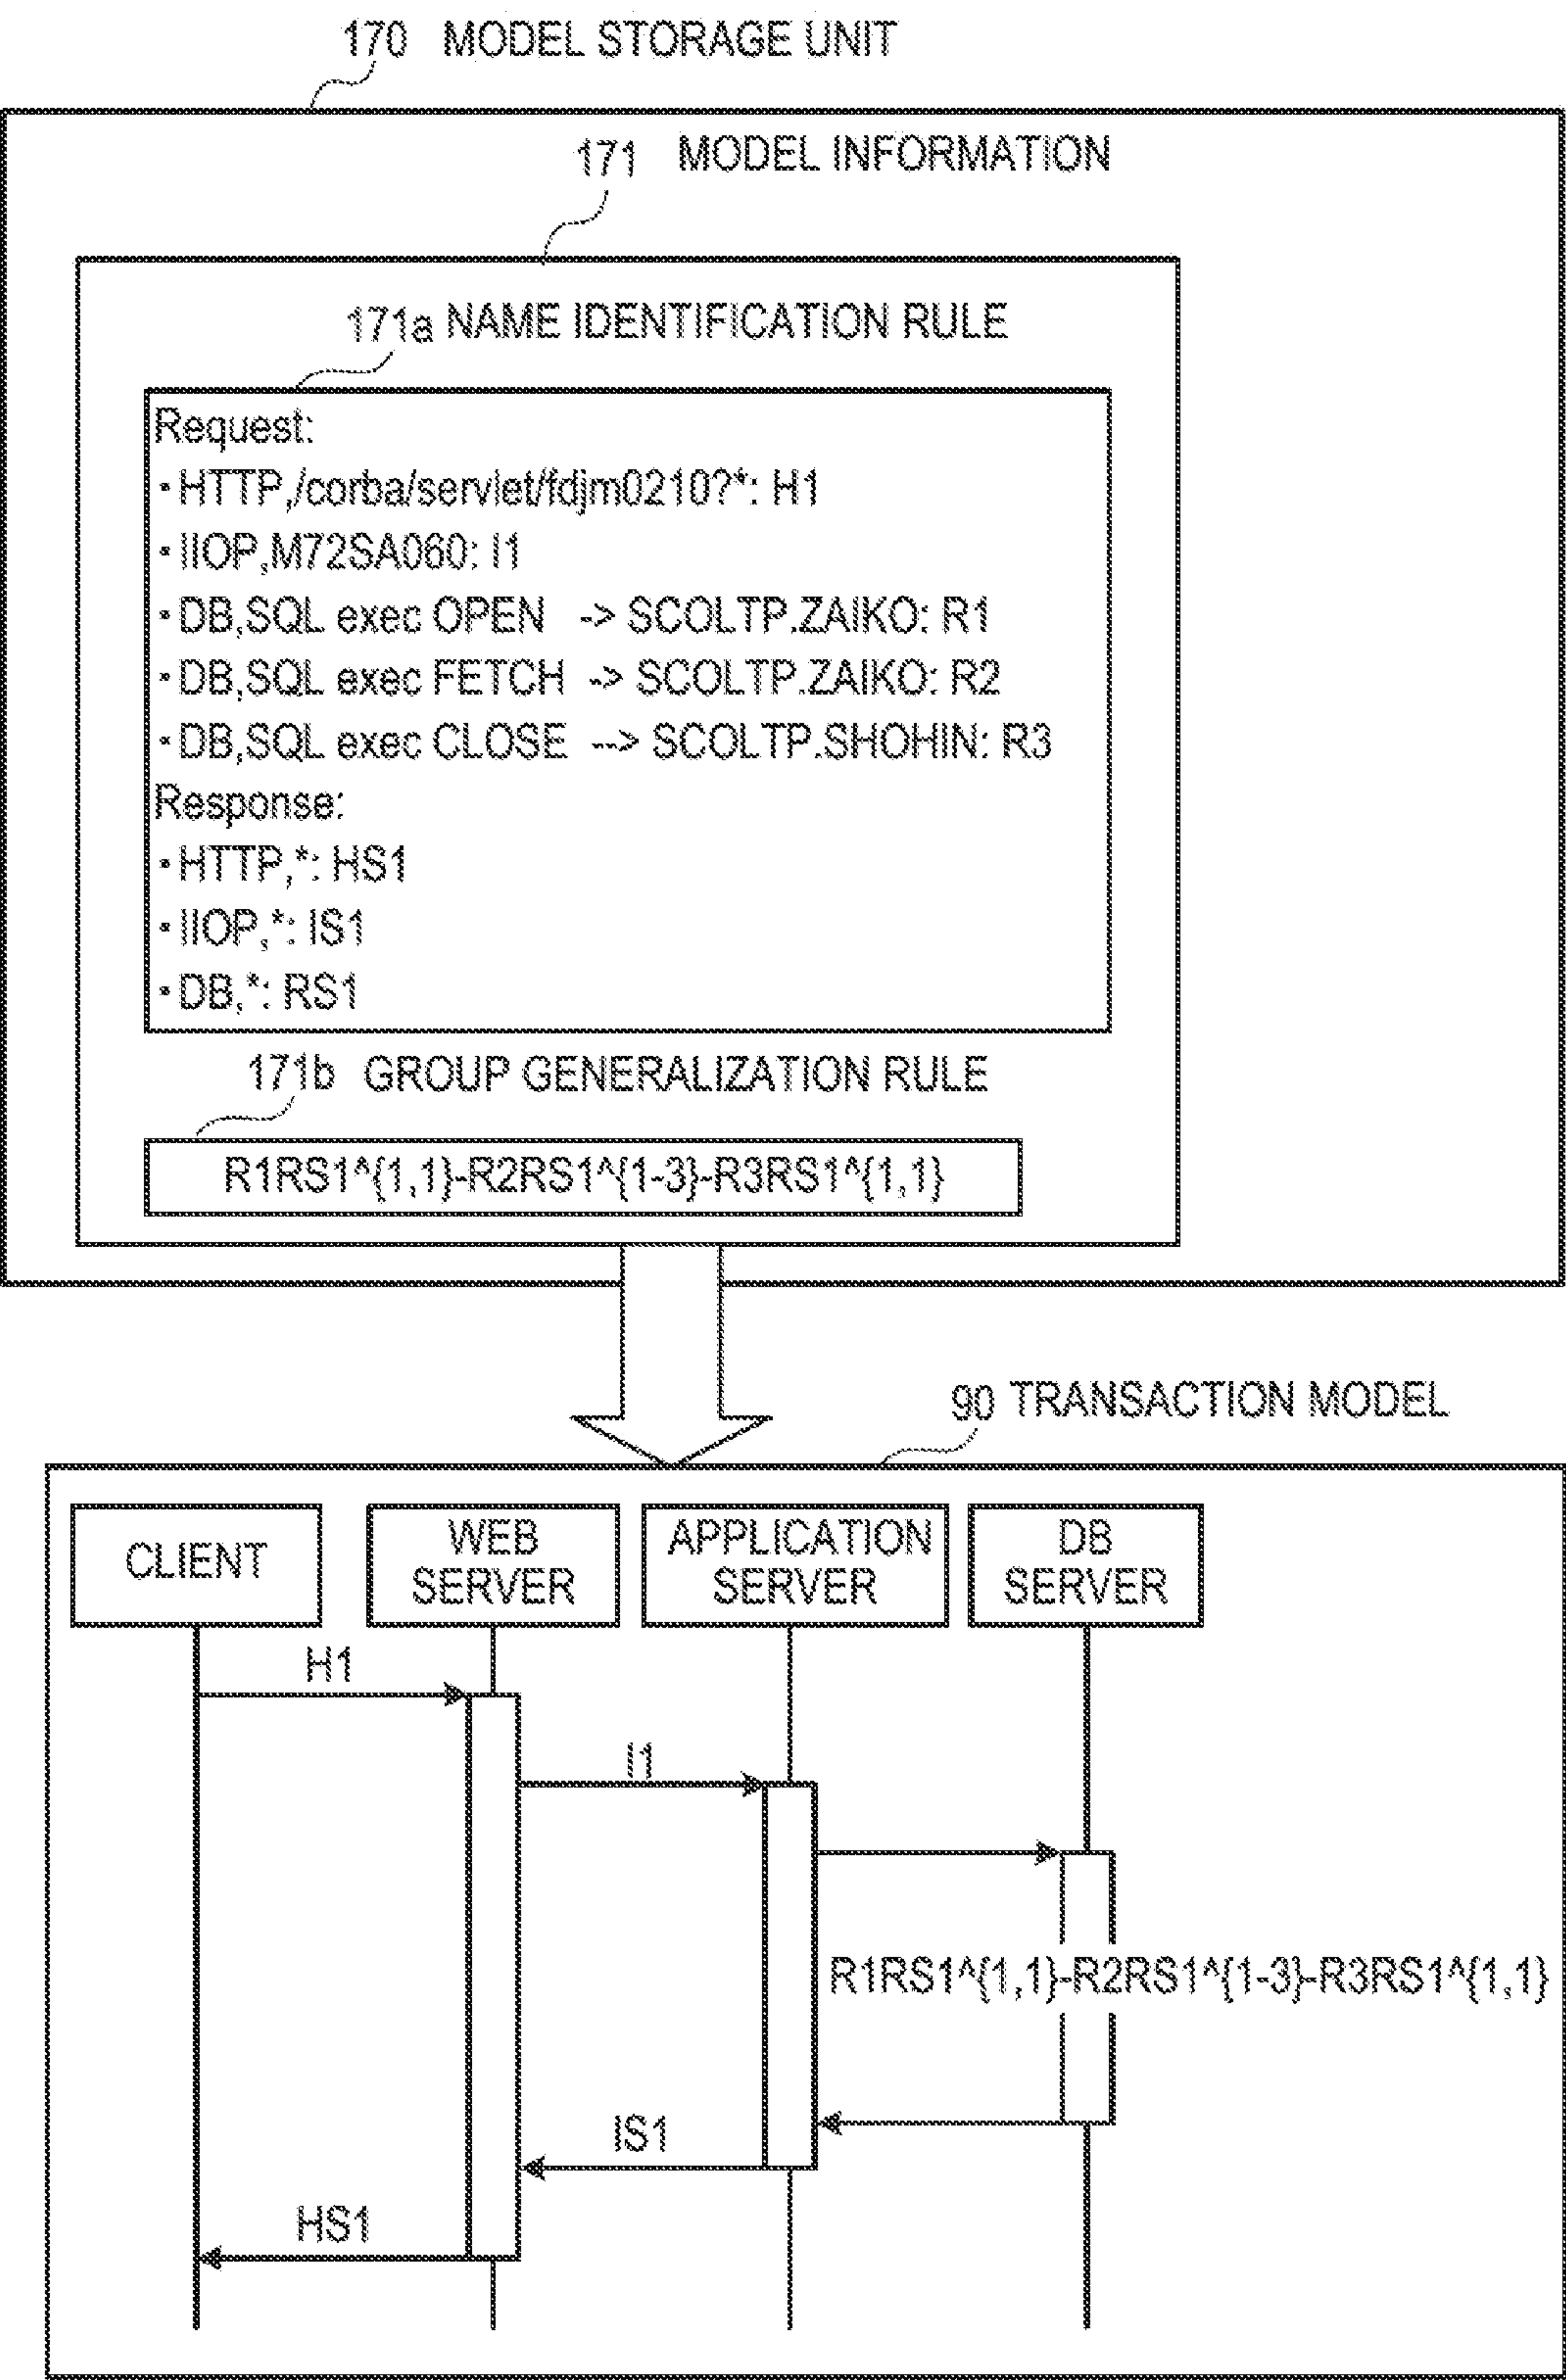 170 MODEL STORAGE UNIT
171 MODEL INFORMATION
171a NAME IDENTIFICATION RULE
Request:
・HTTP,/corba/servlet/fdjm0210?*: H1
・IIOP,M72SA060: I1
・DB,SQL exec OPEN -> SCOLTP.ZAIKO: R1
・DB,SQL exec FETCH -> SCOLTP.ZAIKO: R2
・DB,SQL exec CLOSE --> SCOLTP.SHOHIN: R3
Response:
・HTTP,*: HS1
・IIOP,*: IS1
・DB,*: RS1
171b GROUP GENERALIZATION RULE
R1RS1^{1,1}-R2RS1^{1-3}-R3RS1^{1,1}
90 TRANSACTION MODEL
CLIENT
WEB
SERVER
APPLICATION
SERVER
DB
SERVER
H1
I1
R1RS1^{1,1}-R2RS1^{1-3}-R3RS1^{1,1}
IS1
HS1